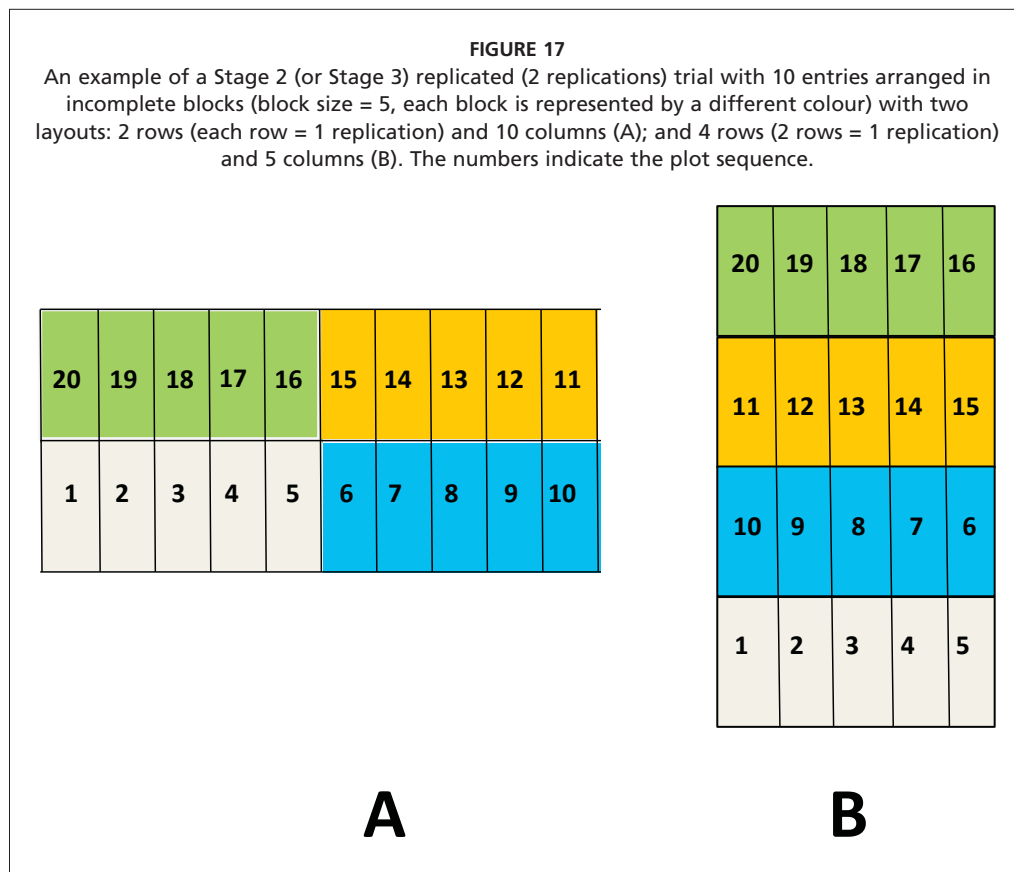 FIGURE 17
An example of a Stage 2 (or Stage 3) replicated (2 replications) trial with 10 entries arranged in
incomplete blocks (block size = 5, each block is represented by a different colour) with two
layouts: 2 rows (each row = 1 replication) and 10 columns (A); and 4 rows (2 rows = 1 replication)
and 5 columns (B). The numbers indicate the plot sequence.
20 19 18 17 16 15 14 13 12 11
1 2 3 4 5 6 7 8 9 10
A
20 19 18 17 16
11 12 13 14 15
10 9 8 7 6
1 2 3 4 5
B